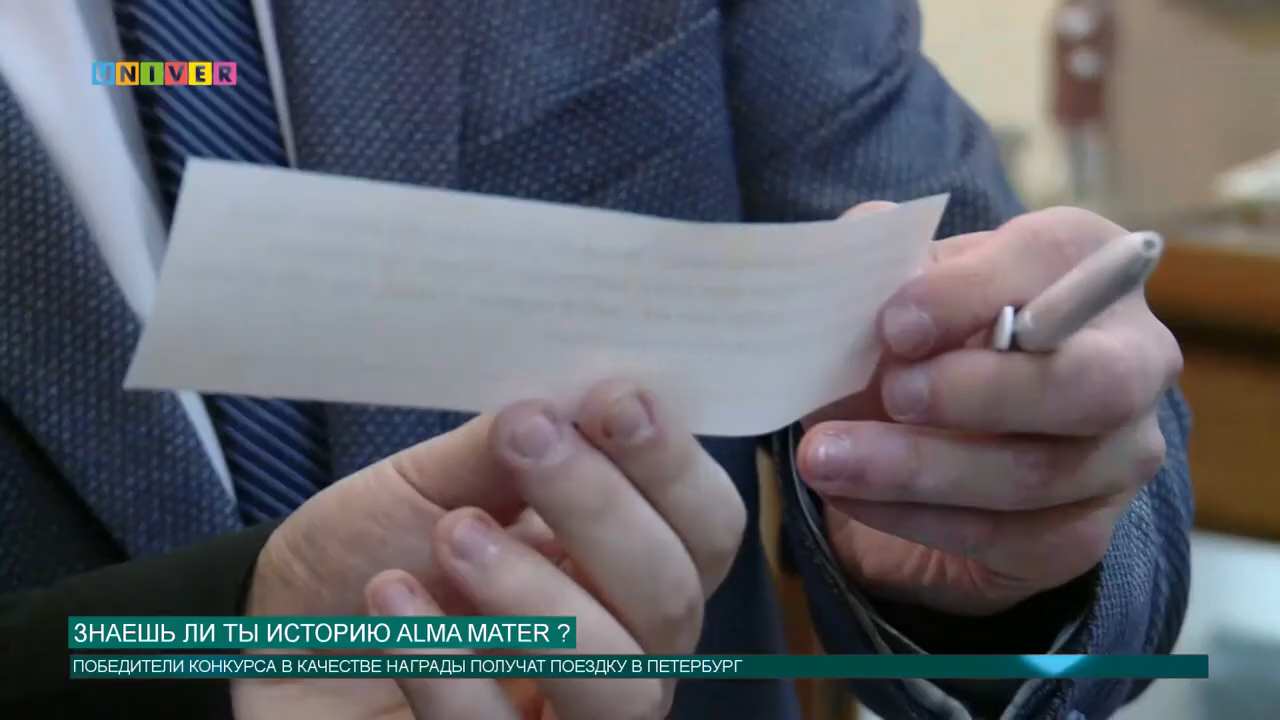 UNIVER
ЗНАЕШЬ ЛИ ТЫ ИСТОРИЮ ALMA MATER ?
ПОБЕДИТЕЛИ КОНКУРСА В КАЧЕСТВЕ НАГРАДЫ ПОЛУЧАТ ПОЕЗДКУ В ПЕТЕРБУРГ